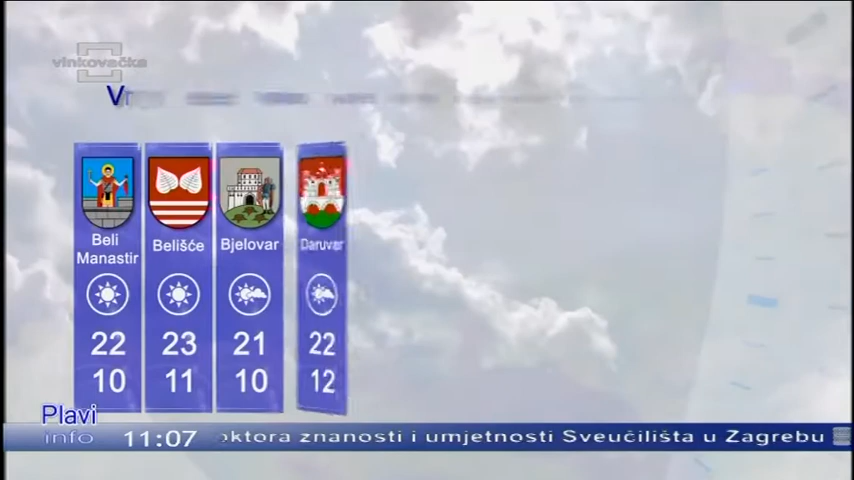 vinkovačka
V
Beli Manastir
Belišće
Bjelovar
Daruvar
22
23
21
22
10
11
10
12
Plavi
info
11:07
oktora znanosti i umjetnosti Sveučilišta u Zagrebu